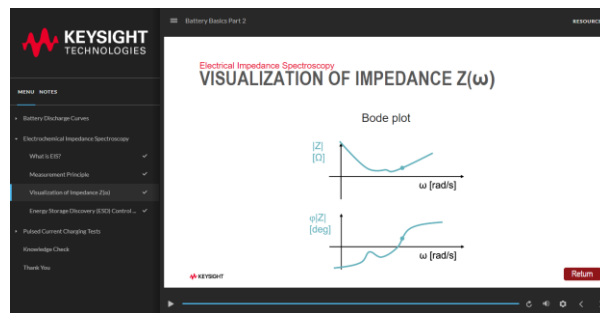 KEYSIGHT
TECHNOLOGIES
MENU NOTES
Battery Discharge Curves
Electrochemical Impedance Spectroscopy
What is EIS?
Measurement Principle
Visualization of Impedance Z(ω)
Energy Storage Discovery (ESD) Control ...
Pulsed Current Charging Tests
Knowledge Check
Thank You
Battery Basics Part 2
RESOURCE
Electrical Impedance Spectroscopy
VISUALIZATION OF IMPEDANCE Z(ω)
Bode plot
|Z|
[Ω]
ω [rad/s]
φ|Z|
[deg]
ω [rad/s]
KEYSIGHT
Return